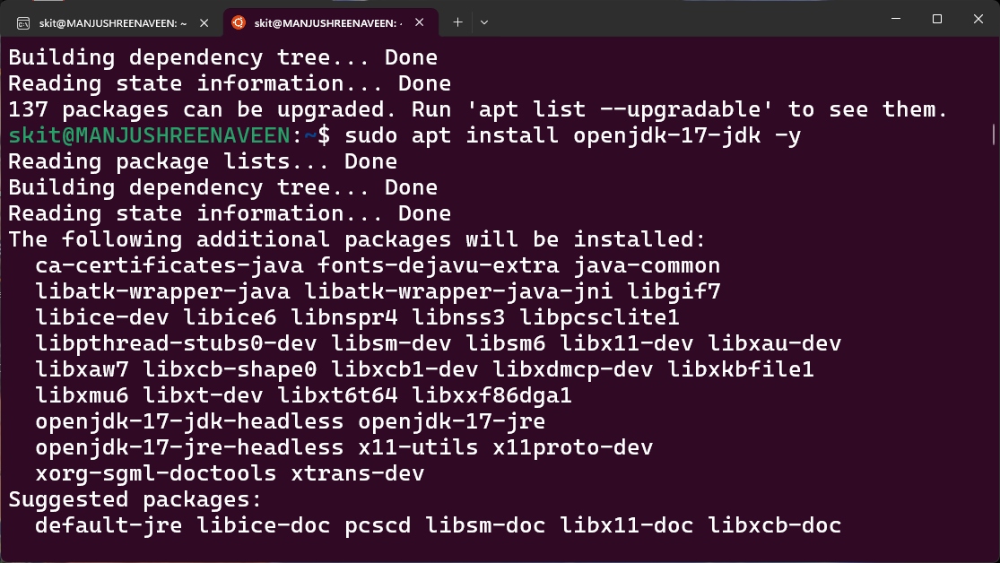 skit@MANJUSHREENAVEEN: ~
skit@MANJUSHREENAVEEN:
Building dependency tree... Done
Reading state information... Done
137 packages can be upgraded. Run 'apt list --upgradable' to see them.
skit@MANJUSHREENAVEEN:~$ sudo apt install openjdk-17-jdk -y
Reading package lists... Done
Building dependency tree... Done
Reading state information... Done
The following additional packages will be installed:
  ca-certificates-java fonts-dejavu-extra java-common
  libatk-wrapper-java libatk-wrapper-java-jni libgif7
  libice-dev libice6 libnspr4 libnss3 libpcsclite1
  libpthread-stubs0-dev libsm-dev libsm6 libx11-dev libxau-dev
  libxaw7 libxcb-shape0 libxcb1-dev libxdmcp-dev libxkbfile1
  libxmu6 libxt-dev libxt6t64 libxxf86dga1
  openjdk-17-jdk-headless openjdk-17-jre
  openjdk-17-jre-headless x11-utils x11proto-dev
  xorg-sgml-doctools xtrans-dev
Suggested packages:
  default-jre libice-doc pcscd libsm-doc libx11-doc libxcb-doc